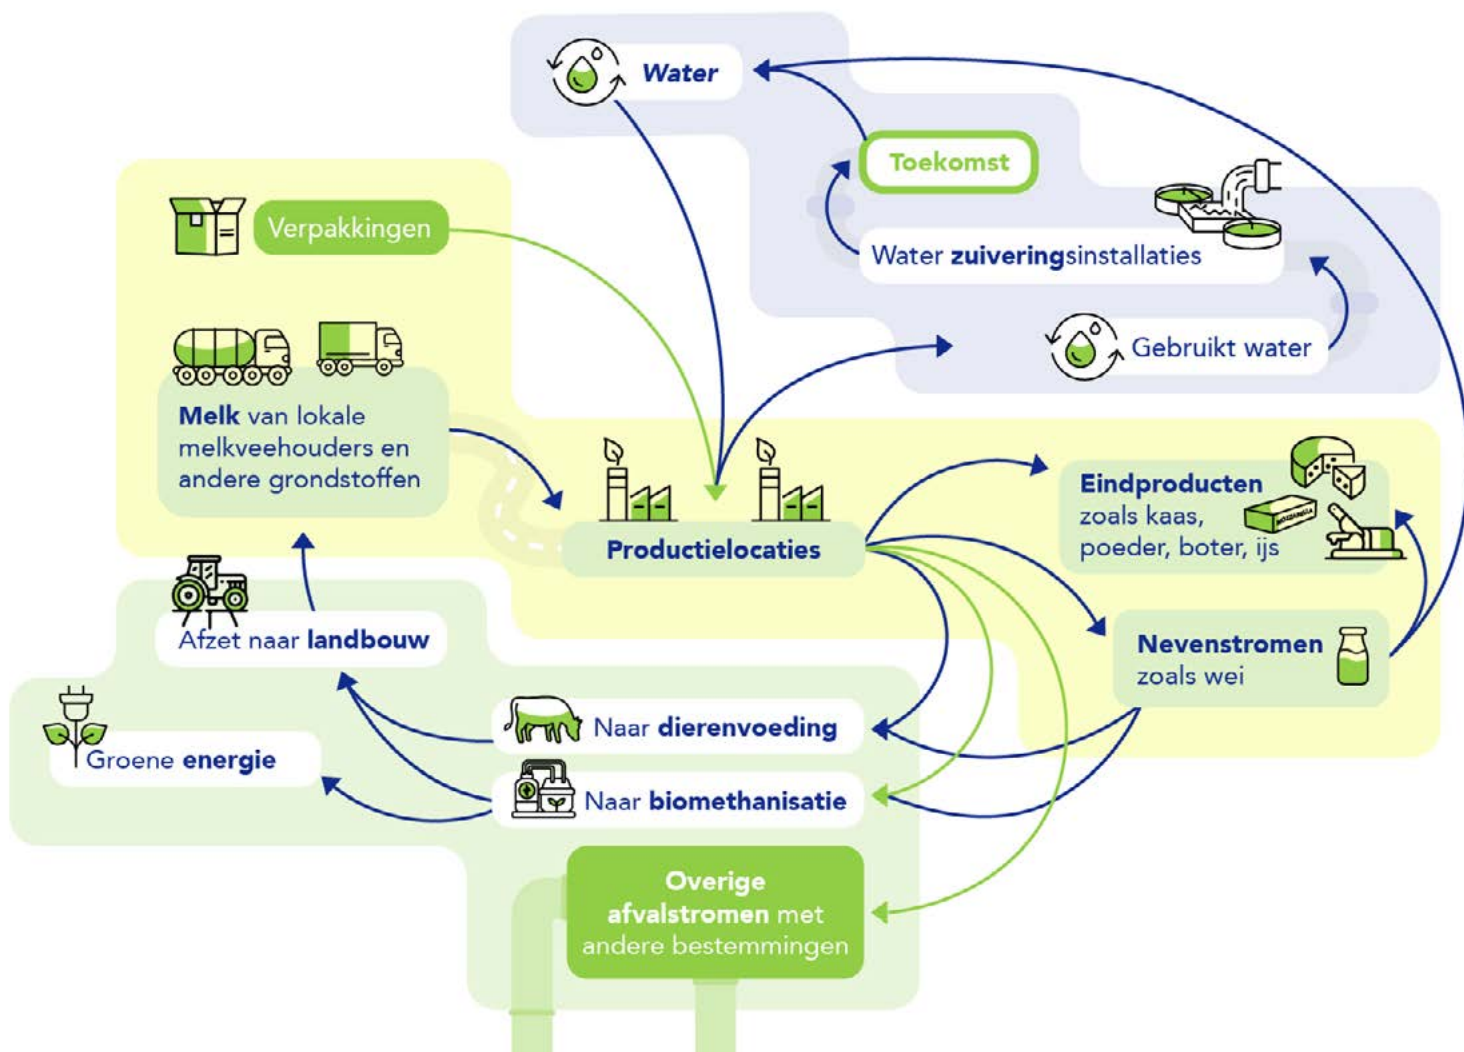 Water
Toekomst
Verpakkingen
Water zuiveringsinstallaties
Gebruikt water
Melk van lokale
melkveehouders en
andere grondstoffen
Eindproducten
zoals kaas,
poeder, boter, ijs
MOZZARELLA
Productielocaties
Afzet naar landbouw
Nevenstromen
zoals wei
Naar dierenvoeding
Groene energie
Naar biomethanisatie
Overige
afvalstromen met
andere bestemmingen